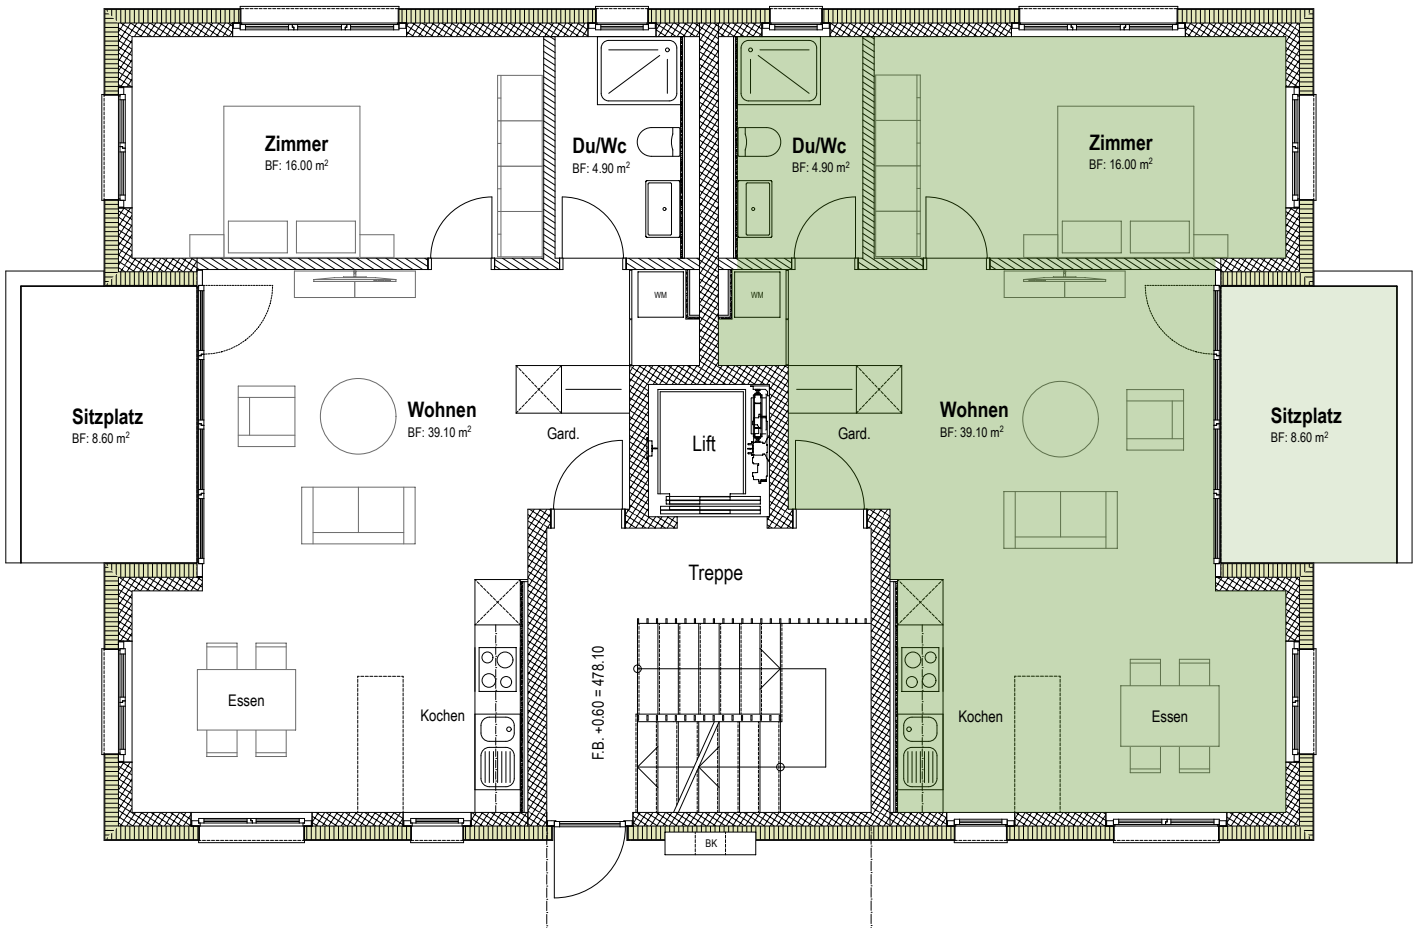 Zimmer
BF: 16.00 m²
Du/Wc
BF: 4.90 m²
Du/Wc
BF: 4.90 m²
Zimmer
BF: 16.00 m²
WM
WM
Sitzplatz
BF: 8.60 m²
Wohnen
BF: 39.10 m²
Gard.
Lift
Gard.
Wohnen
BF: 39.10 m²
Sitzplatz
BF: 8.60 m²
Treppe
F.B. +0.60 = 478.10
Essen
Kochen
Kochen
Essen
BK